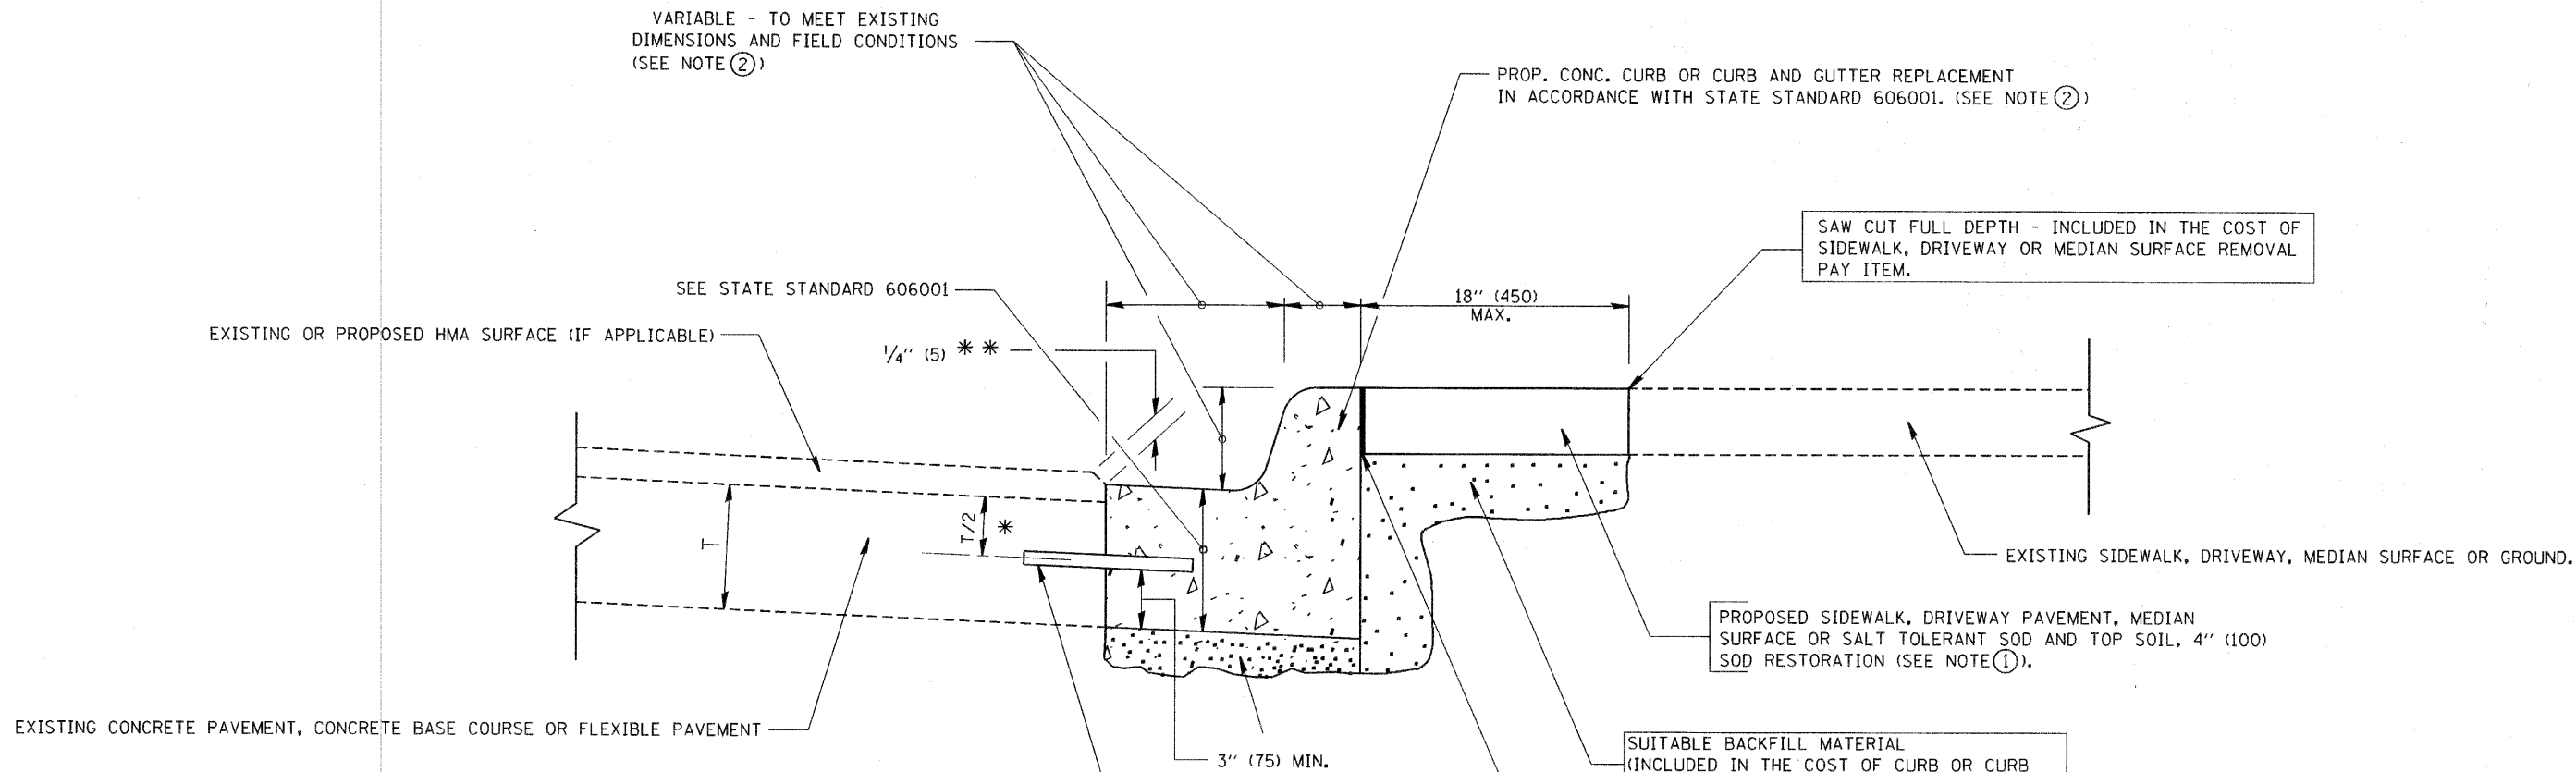 VARIABLE - TO MEET EXISTING
DIMENSIONS AND FIELD CONDITIONS
(SEE NOTE ②)
PROP. CONC. CURB OR CURB AND GUTTER REPLACEMENT
IN ACCORDANCE WITH STATE STANDARD 606001. (SEE NOTE ②)
SAW CUT FULL DEPTH - INCLUDED IN THE COST OF
SIDEWALK, DRIVEWAY OR MEDIAN SURFACE REMOVAL
PAY ITEM.
SEE STATE STANDARD 606001
18" (450)
MAX.
EXISTING OR PROPOSED HMA SURFACE (IF APPLICABLE)
1/4" (5) * *
T
T/2 *
EXISTING SIDEWALK, DRIVEWAY, MEDIAN SURFACE OR GROUND.
PROPOSED SIDEWALK, DRIVEWAY PAVEMENT, MEDIAN
SURFACE OR SALT TOLERANT SOD AND TOP SOIL, 4" (100)
SOD RESTORATION (SEE NOTE ①).
EXISTING CONCRETE PAVEMENT, CONCRETE BASE COURSE OR FLEXIBLE PAVEMENT
3" (75) MIN.
SUITABLE BACKFILL MATERIAL
(INCLUDED IN THE COST OF CURB OR CURB